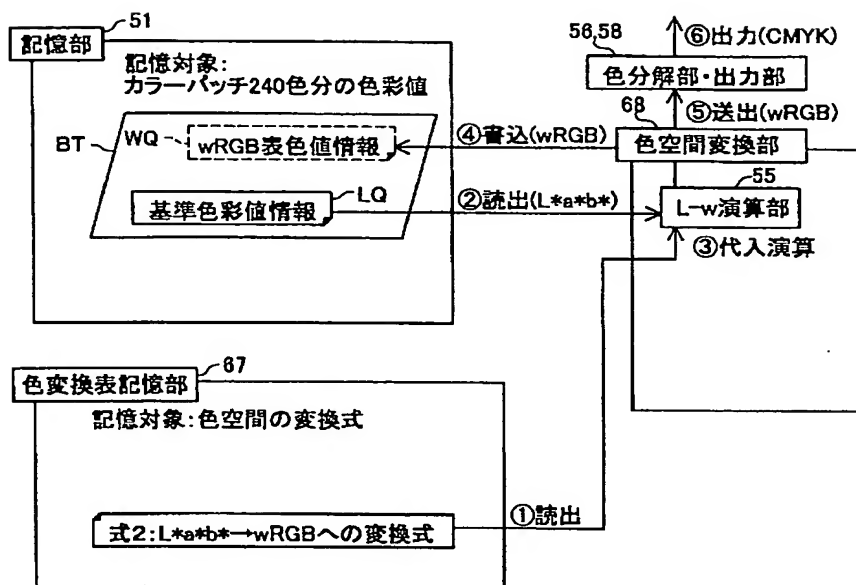 51
記憶部
記憶対象:
カラーパッチ240色分の色彩値
BT
WQ
wRGB表色値情報
基準色彩値情報
LQ
④書込(wRGB)
②読出(L*a*b*)
56,58
⑥出力(CMYK)
色分解部・出力部
68
⑤送出(wRGB)
色空間変換部
55
L-w演算部
③代入演算
67
色変換表記憶部
記憶対象:色空間の変換式
式2:L*a*b*→wRGBへの変換式
①読出